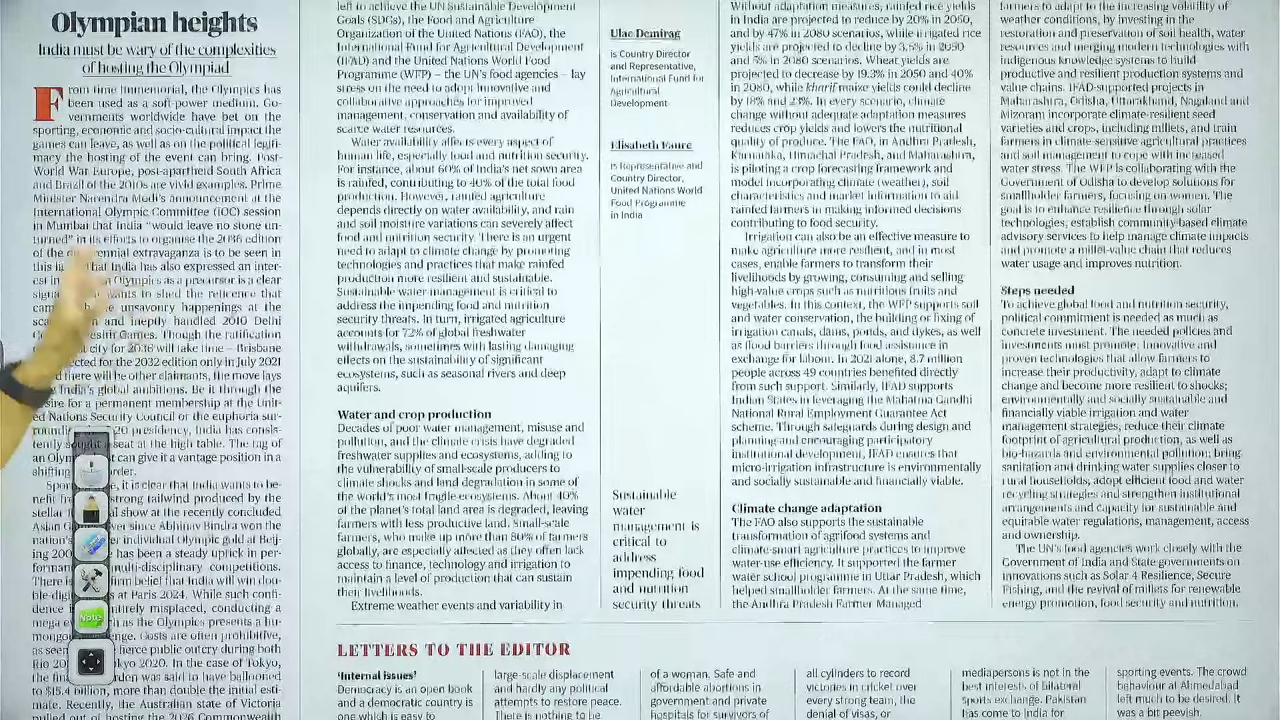 Olympian heights
India must be wary of the complexities
of hosting the Olympiad
From time immemorial, the Olympics has
been used as a soft power medium. Go-
vernments worldwide have bet on the
sporting, economic and socio-cultural impact the
games can leave, as well as on the political legiti-
macy the hosting of the event can bring. Post-
World War Europe, post-apartheid South Africa
and Brazil of the 2010s are vivid examples. Prime
Minister Narendra Modi's announcement at the
International Olympic Committee (IOC) session
in Mumbai that India "would leave no stone un-
turned" in its efforts to organise the 2036 edition
of the ennial extravaganza is to be seen in
this li that India has also expressed an inter-
est in Olympics as a precursor is a clear
signa ants to shed the reticence that
cam unsavoury happenings at the
sca and ineptly handled 2010 Delhi
Games. Though the ratification
city for 2036 will take time – Brisbane
ected for the 2032 edition only in July 2021
d there will be other claimants, the move lays
India's global ambitions. Be it through the
sire for a permanent membership at the Unit-
ed Nations Security Council or the euphoria sur-
roundi 20 presidency, India has consis-
tently sought seat at the high table. The tag of
an Olym t can give it a vantage position in a
shifting rder.
Spor e, it is clear that India wants to be-
nefit fr strong tailwind produced by the
stellar l show at the recently concluded
Asian G ver since Abhinav Bindra won the
nation's er individual Olympic gold at Beij-
ing 200 has been a steady uptick in per-
forman multi-disciplinary competitions.
There is firm belief that India will win dou-
ble-digi s at Paris 2024. While such confi-
dence i ntirely misplaced, conducting a
mega e h as the Olympics presents a hu-
mongo enge. Costs are often prohibitive,
as seen fierce public outcry during both
Rio 20 kyo 2020. In the case of Tokyo,
the fin rden was said to have ballooned
to $15.4 billion, more than double the initial esti-
mate. Recently, the Australian state of Victoria
pulled out of hosting the 2026 Commonwealth
left to achieve the UN Sustainable Development
Goals (SDGs), the Food and Agriculture
Organization of the United Nations (FAO), the
International Fund for Agricultural Development
(IFAD) and the United Nations World Food
Programme (WFP) – the UN's food agencies – lay
stress on the need to adopt innovative and
collaborative approaches for improved
management, conservation and availability of
scarce water resources.
Water availability affects every aspect of
human life, especially food and nutrition security.
For instance, about 60% of India's net sown area
is rainfed, contributing to 40% of the total food
production. However, rainfed agriculture
depends directly on water availability, and rain
and soil moisture variations can severely affect
food and nutrition security. There is an urgent
need to adapt to climate change by promoting
technologies and practices that make rainfed
production more resilient and sustainable.
Sustainable water management is critical to
address the impending food and nutrition
security threats. In turn, irrigated agriculture
accounts for 72% of global freshwater
withdrawals, sometimes with lasting damaging
effects on the sustainability of significant
ecosystems, such as seasonal rivers and deep
aquifers.
Water and crop production
Decades of poor water management, misuse and
pollution, and the climate crisis have degraded
freshwater supplies and ecosystems, adding to
the vulnerability of small-scale producers to
climate shocks and land degradation in some of
the world's most fragile ecosystems. About 40%
of the planet's total land area is degraded, leaving
farmers with less productive land. Small-scale
farmers, who make up more than 80% of farmers
globally, are especially affected as they often lack
access to finance, technology and irrigation to
maintain a level of production that can sustain
their livelihoods.
Extreme weather events and variability in
Ulac Demirag
is Country Director
and Representative,
International Fund for
Agricultural
Development
Elisabeth Faure
is Representative and
Country Director,
United Nations World
Food Programme
in India
Sustainable
water
management is
critical to
address
impending food
and nutrition
security threats
Without adaptation measures, rainfed rice yields
in India are projected to reduce by 20% in 2050,
and by 47% in 2080 scenarios, while irrigated rice
yields are projected to decline by 3.5% in 2050
and 5% in 2080 scenarios. Wheat yields are
projected to decrease by 19.3% in 2050 and 40%
in 2080, while kharif maize yields could decline
by 18% and 23%. In every scenario, climate
change without adequate adaptation measures
reduces crop yields and lowers the nutritional
quality of produce. The FAO, in Andhra Pradesh,
Karnataka, Himachal Pradesh, and Maharashtra,
is piloting a crop forecasting framework and
model incorporating climate (weather), soil
characteristics and market information to aid
rainfed farmers in making informed decisions
contributing to food security.
Irrigation can also be an effective measure to
make agriculture more resilient, and in most
cases, enable farmers to transform their
livelihoods by growing, consuming and selling
high-value crops such as nutritious fruits and
vegetables. In this context, the WFP supports soil
and water conservation, the building or fixing of
irrigation canals, dams, ponds, and dykes, as well
as flood barriers through food assistance in
exchange for labour. In 2021 alone, 8.7 million
people across 49 countries benefited directly
from such support. Similarly, IFAD supports
Indian States in leveraging the Mahatma Gandhi
National Rural Employment Guarantee Act
scheme. Through safeguards during design and
planning and encouraging participatory
institutional development, IFAD ensures that
micro-irrigation infrastructure is environmentally
and socially sustainable and financially viable.
Climate change adaptation
The FAO also supports the sustainable
transformation of agrifood systems and
climate-smart agriculture practices to improve
water-use efficiency. It supported the farmer
water school programme in Uttar Pradesh, which
helped smallholder farmers. At the same time,
the Andhra Pradesh Farmer Managed
farmers to adapt to the increasing volatility of
weather conditions, by investing in the
restoration and preservation of soil health, water
resources and merging modern technologies with
indigenous knowledge systems to build
productive and resilient production systems and
value chains. IFAD-supported projects in
Maharashtra, Odisha, Uttarakhand, Nagaland and
Mizoram incorporate climate-resilient seed
varieties and crops, including millets, and train
farmers in climate-sensitive agricultural practices
and soil management to cope with increased
water stress. The WFP is collaborating with the
Government of Odisha to develop solutions for
smallholder farmers, focusing on women. The
goal is to enhance resilience through solar
technologies, establish community-based climate
advisory services to help manage climate impacts
and promote a millet-value chain that reduces
water usage and improves nutrition.
Steps needed
To achieve global food and nutrition security,
political commitment is needed as much as
concrete investment. The needed policies and
investments must promote: innovative and
proven technologies that allow farmers to
increase their productivity, adapt to climate
change and become more resilient to shocks;
environmentally and socially sustainable and
financially viable irrigation and water
management strategies, reduce their climate
footprint of agricultural production, as well as
bio-hazards and environmental pollution; bring
sanitation and drinking water supplies closer to
rural households; adopt efficient food and water
recycling strategies and strengthen institutional
arrangements and Capacity for sustainable and
equitable water regulations, management, access
and ownership.
The UN's food agencies work closely with the
Government of India and State governments on
innovations such as Solar 4 Resilience, Secure
Fishing, and the revival of millets for renewable
energy promotion, food security and nutrition.
LETTERS TO THE EDITOR
'Internal issues'
Democracy is an open book
and a democratic country is
one which is easy to
large-scale displacement
and hardly any political
attempts to restore peace.
There is nothing to be
of a woman. Safe and
affordable abortions in
government and private
hospitals for survivors of
all cylinders to record
victories in cricket over
every strong team, the
denial of visas, or
mediapersons is not in the
best interests of bilateral
sports exchange. Pakistan
has come to India for
sporting events. The crowd
behaviour at Ahmedabad
left much to be desired. It
was a bit peevish
Note